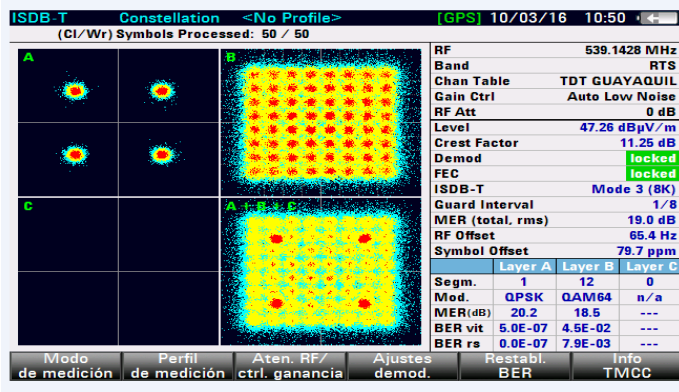 ISDB-T Constellation <No Profile> [GPS] 10/03/16 10:50
(Cl/Wr) Symbols Processed: 50 / 50
A
B
C
A + B + C
RF 539.1428 MHz
Band RTS
Chan Table TDT GUAYAQUIL
Gain Ctrl Auto Low Noise
RF Att 0 dB
Level 47.26 dBµV/m
Crest Factor 11.25 dB
Demod locked
FEC locked
ISDB-T Mode 3 (8K)
Guard Interval 1/8
MER (total, rms) 19.0 dB
RF Offset 65.4 Hz
Symbol Offset 79.7 ppm
Layer A Layer B Layer C
Segm. 1 12 0
Mod. QPSK QAM64 n/a
MER(dB) 20.2 18.5 ---
BER vit 5.0E-07 4.5E-02 ---
BER rs 0.0E-07 7.9E-03 ---
Modo de medición
Perfil de medición
Aten. RF/ ctrl. ganancia
Ajustes demod.
Restabl. BER
Info TMCC